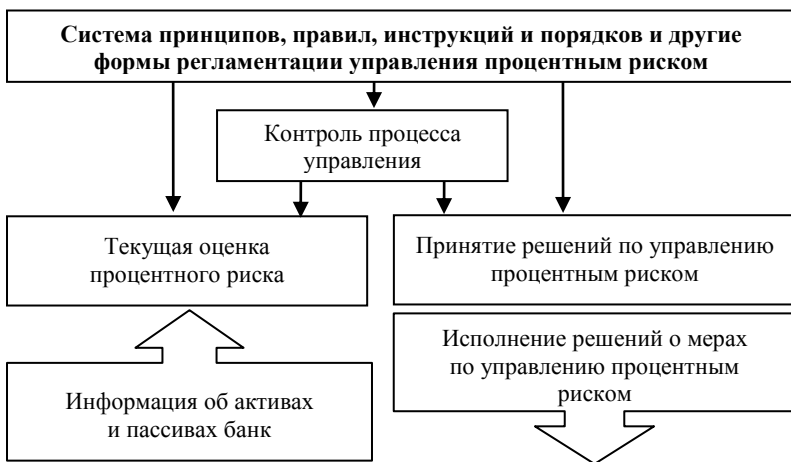 Система принципов, правил, инструкций и порядков и другие
формы регламентации управления процентным риском
Контроль процесса
управления
Текущая оценка
процентного риска
Принятие решений по управлению
процентным риском
Исполнение решений о мерах
по управлению процентным
риском
Информация об активах
и пассивах банк